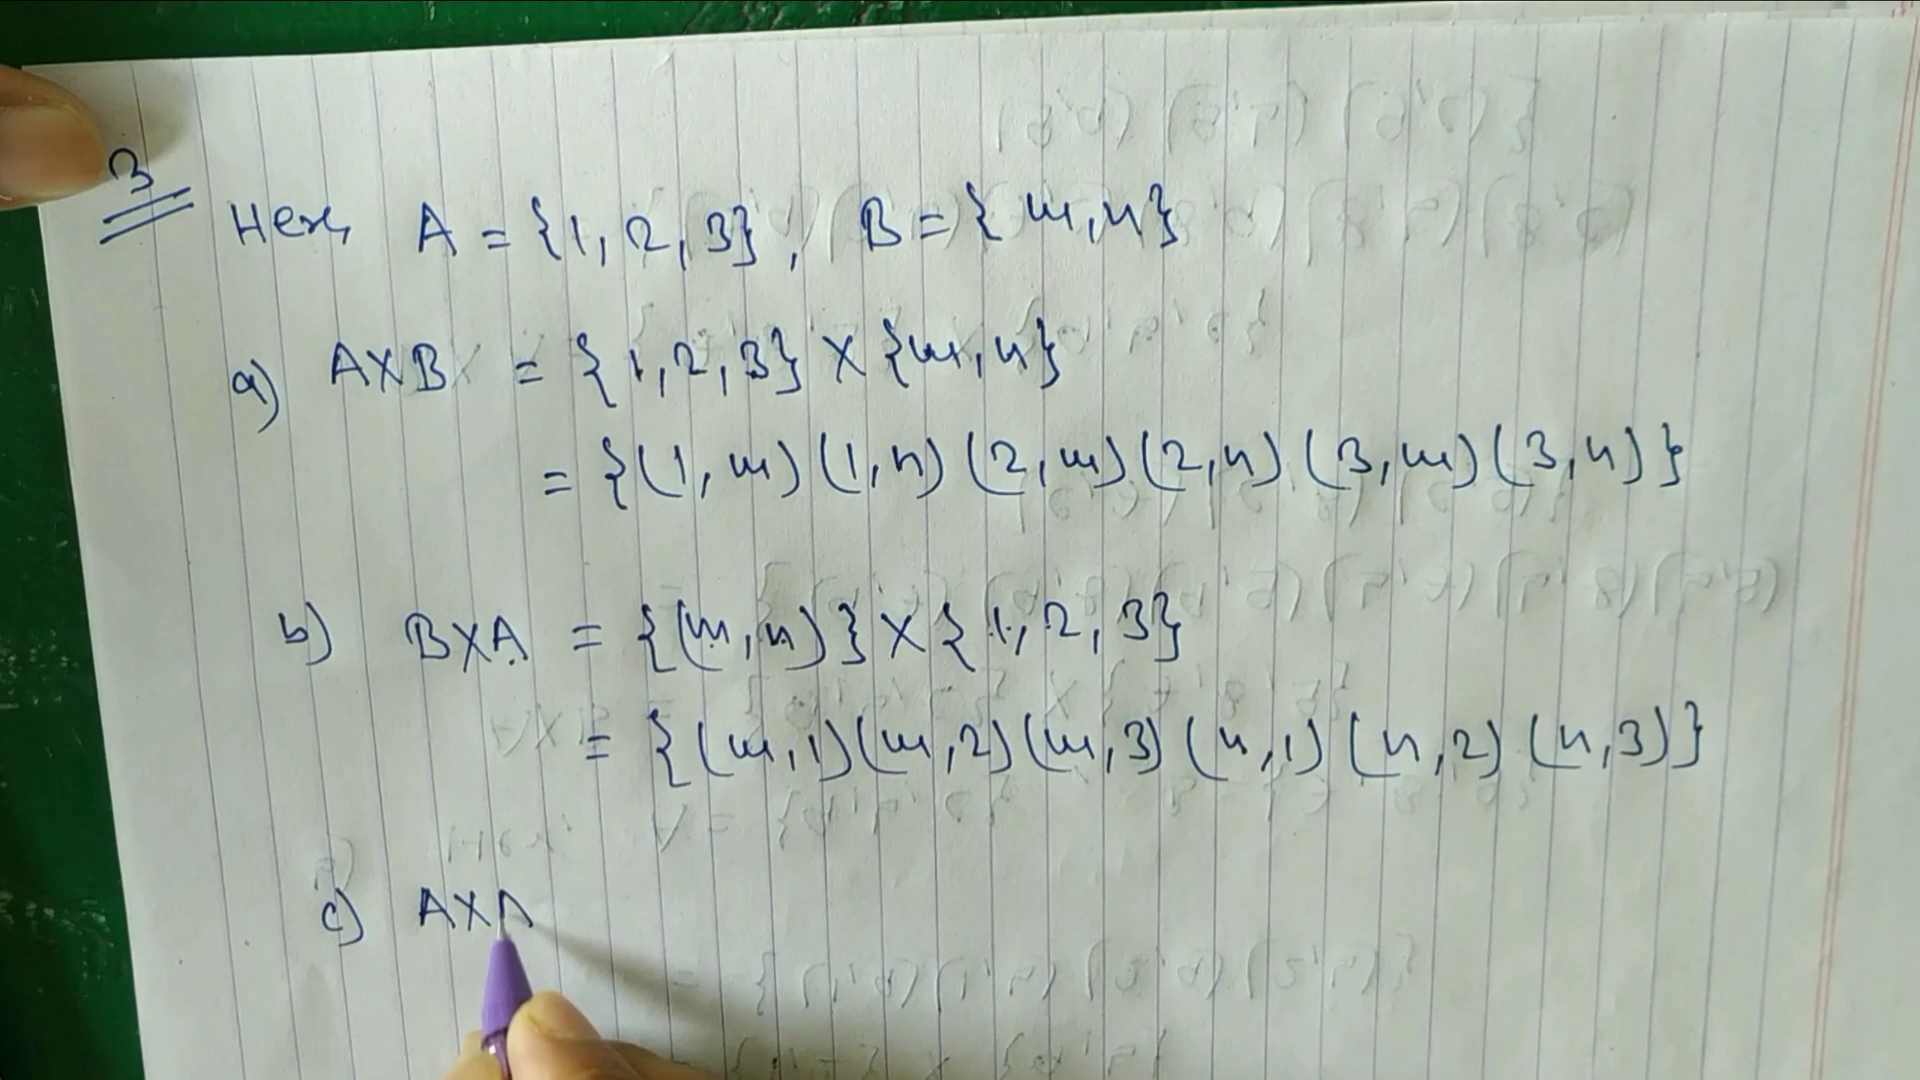 3
Here, A = {1, 2, 3}, B = {m, n}
a) A×B = {1, 2, 3} × {m, n}
= {(1, m) (1, n) (2, m) (2, n) (3, m) (3, n)}
b) B×A = {(m, n)} × {1, 2, 3}
= {(m, 1) (m, 2) (m, 3) (n, 1) (n, 2) (n, 3)}
c) A×A